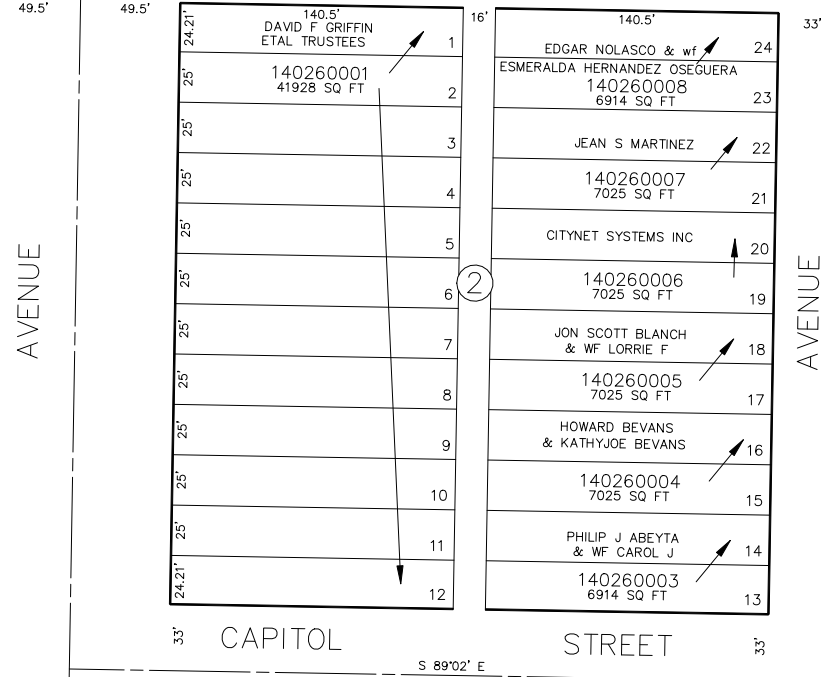 49.5'
49.5'
140.5'
16'
140.5'
33'
24.21'
DAVID F GRIFFIN
ETAL TRUSTEES
1
EDGAR NOLASCO & wf
24
ESMERALDA HERNANDEZ OSEGUERA
25'
140260001
41928 SQ FT
2
140260008
6914 SQ FT
23
25'
3
JEAN S MARTINEZ
22
25'
4
140260007
7025 SQ FT
21
25'
5
CITYNET SYSTEMS INC
20
25'
6
2
140260006
7025 SQ FT
19
AVENUE
AVENUE
25'
7
JON SCOTT BLANCH
& WF LORRIE F
18
25'
8
140260005
7025 SQ FT
17
25'
9
HOWARD BEVANS
& KATHYJOE BEVANS
16
25'
10
140260004
7025 SQ FT
15
25'
11
PHILIP J ABEYTA
& WF CAROL J
14
24.21'
12
140260003
6914 SQ FT
13
33'
CAPITOL STREET
33'
S 89°02' E